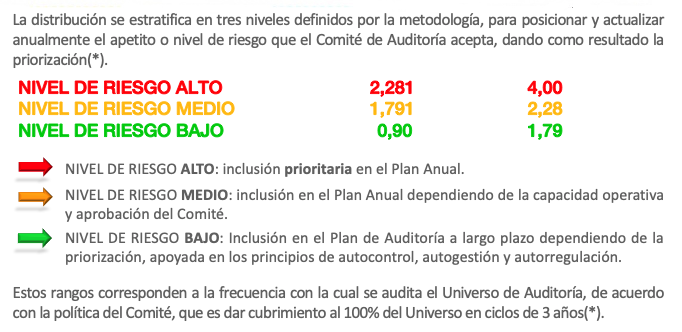 La distribución se estratifica en tres niveles definidos por la metodología, para posicionar y actualizar
anualmente el apetito o nivel de riesgo que el Comité de Auditoría acepta, dando como resultado la
priorización(*).
NIVEL DE RIESGO ALTO 2,281 4,00
NIVEL DE RIESGO MEDIO 1,791 2,28
NIVEL DE RIESGO BAJO 0,90 1,79
NIVEL DE RIESGO ALTO: inclusión prioritaria en el Plan Anual.
NIVEL DE RIESGO MEDIO: inclusión en el Plan Anual dependiendo de la capacidad operativa
y aprobación del Comité.
NIVEL DE RIESGO BAJO: Inclusión en el Plan de Auditoría a largo plazo dependiendo de la
priorización, apoyada en los principios de autocontrol, autogestión y autorregulación.
Estos rangos corresponden a la frecuencia con la cual se audita el Universo de Auditoría, de acuerdo
con la política del Comité, que es dar cubrimiento al 100% del Universo en ciclos de 3 años(*).